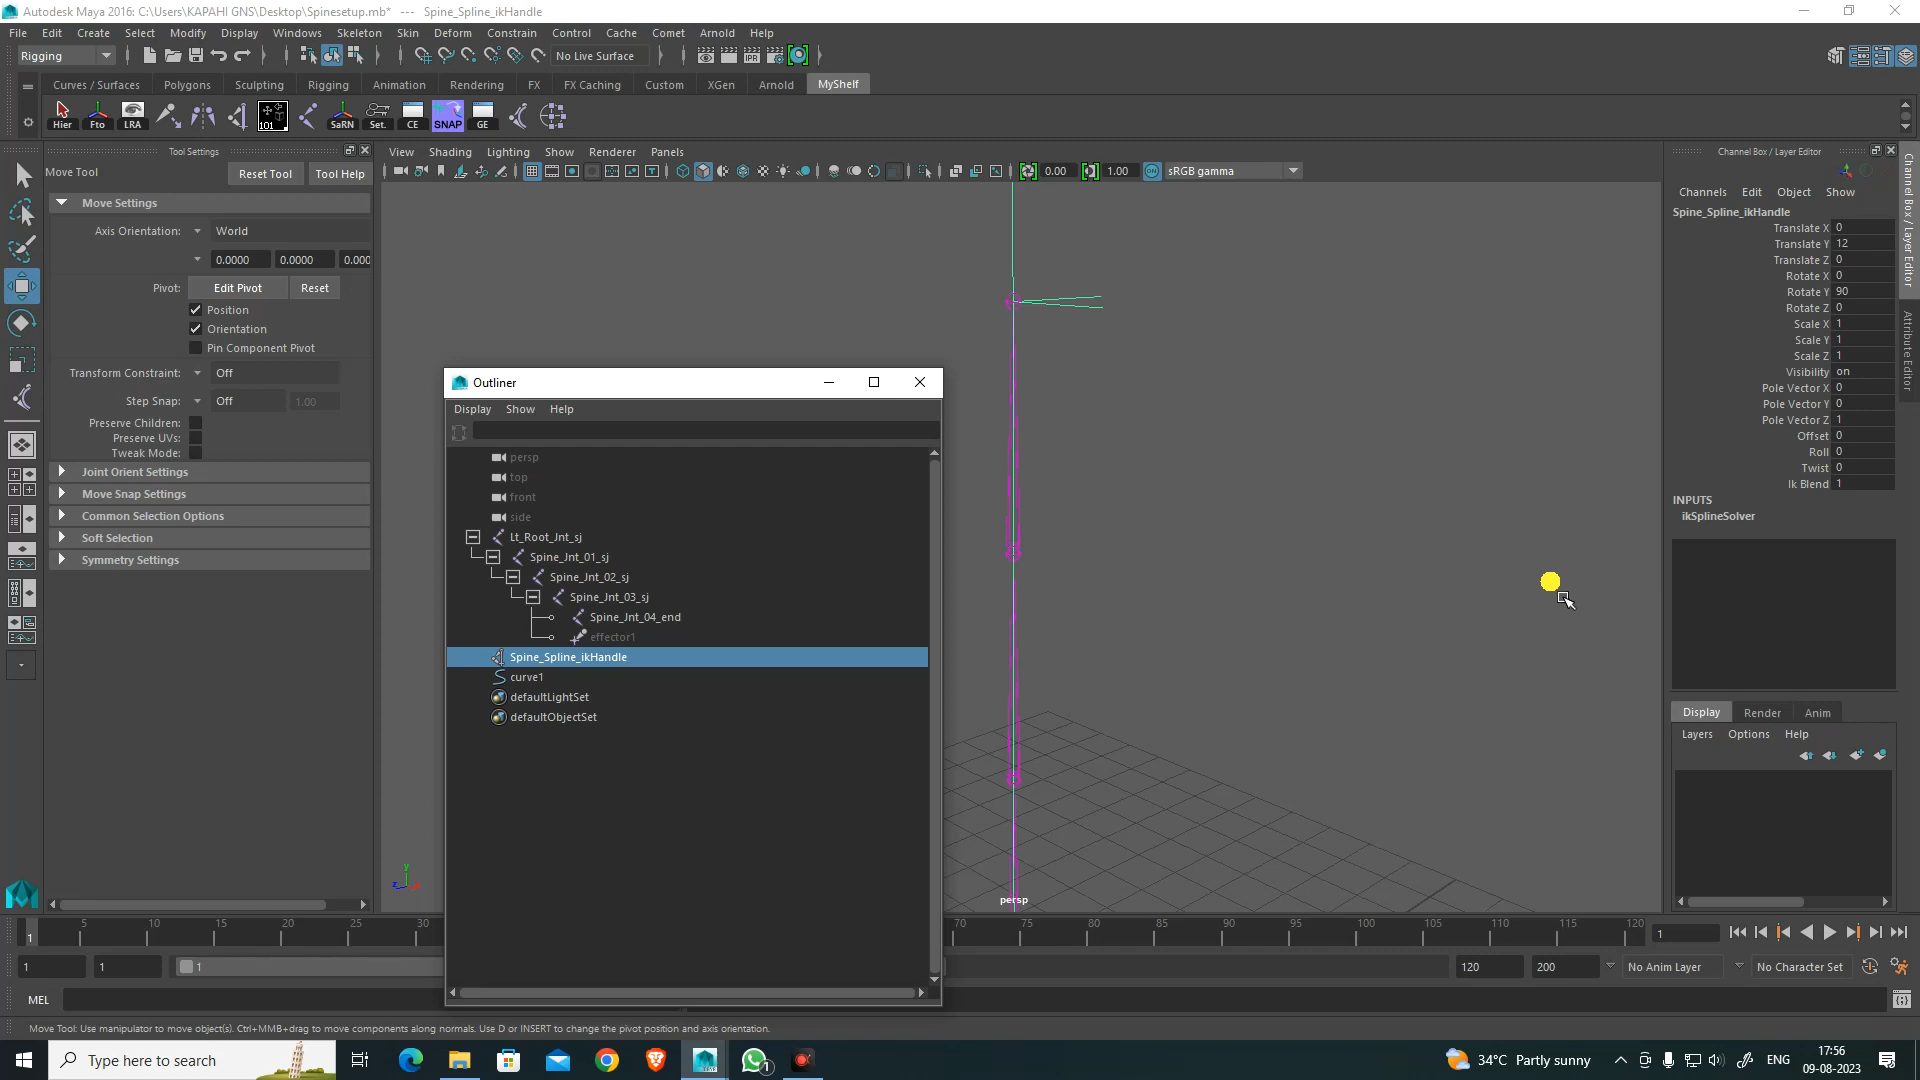 Autodesk Maya 2016: C:\Users\KAPAHI GNS\Desktop\Spinesetup.mb* --- Spine_Spline_ikHandle
File Edit Create Select Modify Display Windows Skeleton Skin Deform Constrain Control Cache Comet Arnold Help
Rigging No Live Surface IPR
Curves / Surfaces Polygons Sculpting Rigging Animation Rendering FX FX Caching Custom XGen Arnold MyShelf
Hier Fto LRA 101 SaRN Set. CE SNAP GE
Tool Settings
Move Tool Reset Tool Tool Help
Move Settings
Axis Orientation: World
0.0000 0.0000 0.000
Pivot: Edit Pivot Reset
Position
Orientation
Pin Component Pivot
Transform Constraint: Off
Step Snap: Off 1.00
Preserve Children:
Preserve UVs:
Tweak Mode:
Joint Orient Settings
Move Snap Settings
Common Selection Options
Soft Selection
Symmetry Settings
View Shading Lighting Show Renderer Panels
0.00 1.00 ON sRGB gamma
Outliner
Display Show Help
persp
top
front
side
Lt_Root_Jnt_sj
Spine_Jnt_01_sj
Spine_Jnt_02_sj
Spine_Jnt_03_sj
Spine_Jnt_04_end
effector1
Spine_Spline_ikHandle
curve1
defaultLightSet
defaultObjectSet
y
z x
persp
Channel Box / Layer Editor
Channels Edit Object Show
Spine_Spline_ikHandle
Translate X 0
Translate Y 12
Translate Z 0
Rotate X 0
Rotate Y 90
Rotate Z 0
Scale X 1
Scale Y 1
Scale Z 1
Visibility on
Pole Vector X 0
Pole Vector Y 0
Pole Vector Z 1
Offset 0
Roll 0
Twist 0
Ik Blend 1
INPUTS
ikSplineSolver
Display Render Anim
Layers Options Help
Channel Box / Layer Editor
Attribute Editor
1 5 10 15 20 25 30 70 75 80 85 90 95 100 105 110 115 120 1
1 1 1 120 200 No Anim Layer No Character Set
MEL
Move Tool: Use manipulator to move object(s). Ctrl+MMB+drag to move components along normals. Use D or INSERT to change the pivot position and axis orientation.
Type here to search
1
34°C Partly sunny ENG
17:56
09-08-2023